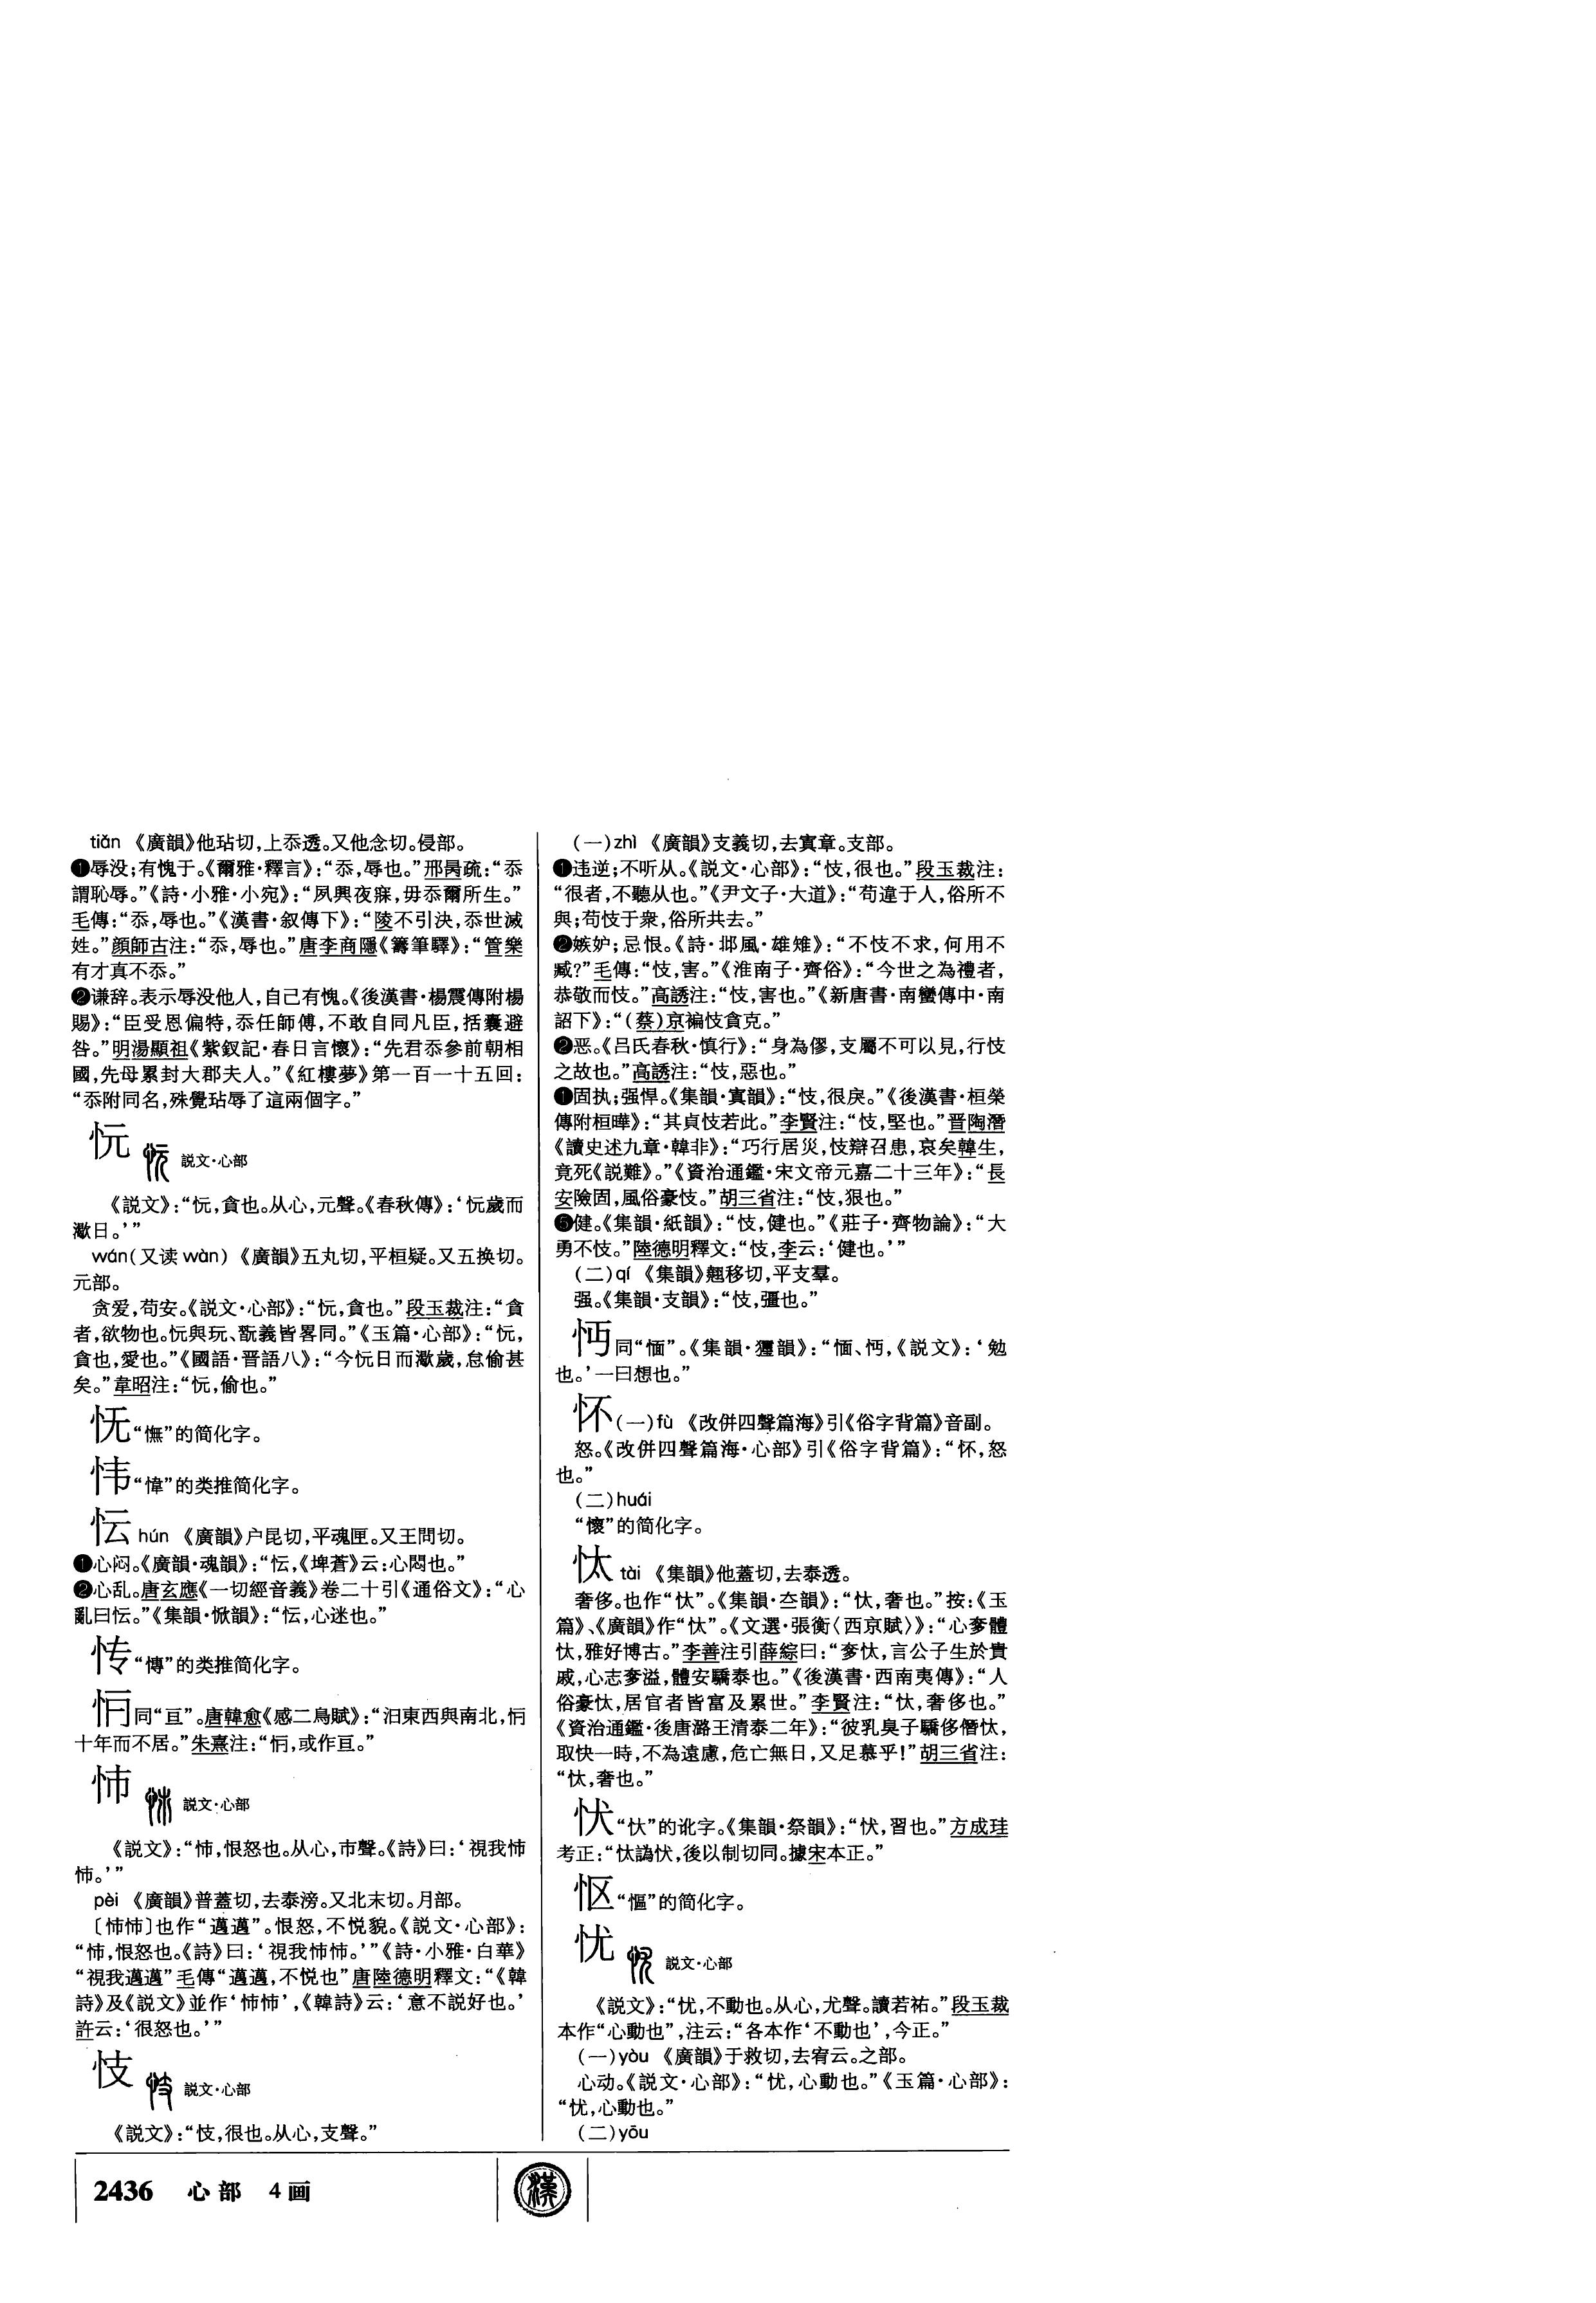 tiǎn 《廣韻》他玷切,上忝透。又他念切。侵部。
❶辱没;有愧于。《爾雅·釋言》:“忝,辱也。”邢昺疏:“忝
謂恥辱。”《詩·小雅·小宛》:“夙興夜寐,毋忝爾所生。”
毛傳:“忝,辱也。”《漢書·叙傳下》:“陵不引決,忝世滅
姓。”顔師古注:“忝,辱也。”唐李商隱《籌筆驛》:“管樂
有才真不忝。”
❷谦辞。表示辱没他人,自己有愧。《後漢書·楊震傳附楊
賜》:“臣受恩偏特,忝任師傅,不敢自同凡臣,括囊避
咎。”明湯顯祖《紫釵記·春日言懷》:“先君忝參前朝相
國,先母累封大郡夫人。”《紅樓夢》第一百一十五回:
“忝附同名,殊覺玷辱了這兩個字。”
忨 説文·心部
《説文》:“忨,貪也。从心,元聲。《春秋傳》:‘忨歲而
㵣日。’”
wán(又读wàn) 《廣韻》五丸切,平桓疑。又五换切。
元部。
贪爱,苟安。《説文·心部》:“忨,貪也。”段玉裁注:“貪
者,欲物也。忨與玩、翫義皆畧同。”《玉篇·心部》:“忨,
貪也,愛也。”《國語·晋語八》:“今忨日而㵣歲,怠偷甚
矣。”韋昭注:“忨,偷也。”
怃“憮”的简化字。
㤇“愇”的类推简化字。
忶 hún 《廣韻》户昆切,平魂匣。又王問切。
❶心闷。《廣韻·魂韻》:“忶,《埤蒼》云:心悶也。”
❷心乱。唐玄應《一切經音義》卷二十引《通俗文》:“心
亂曰忶。”《集韻·焮韻》:“忶,心迷也。”
“慱”的类推简化字。
同“亘”。唐韓愈《感二鳥賦》:“汩東西與南北,
十年而不居。”朱熹注:“,或作亘。”
㤄 説文·心部
《説文》:“㤄,恨怒也。从心,巿聲。《詩》曰:‘視我㤄
㤄。’”
pèi 《廣韻》普蓋切,去泰滂。又北末切。月部。
〔㤄㤄〕也作“邁邁”。恨怒,不悦貌。《説文·心部》:
“㤄,恨怒也。《詩》曰:‘視我㤄㤄。’”《詩·小雅·白華》
“視我邁邁”毛傳“邁邁,不悦也”唐陸德明釋文:“《韓
詩》及《説文》並作‘㤄㤄’,《韓詩》云:‘意不説好也。’
許云:‘很怒也。’”
忮 説文·心部
《説文》:“忮,很也。从心,支聲。”
(一)zhì 《廣韻》支義切,去寘章。支部。
❶违逆;不听从。《説文·心部》:“忮,很也。”段玉裁注:
“很者,不聽从也。”《尹文子·大道》:“苟違于人,俗所不
與;苟忮于衆,俗所共去。”
❷嫉妒;忌恨。《詩·邶風·雄雉》:“不忮不求,何用不
臧?”毛傳:“忮,害。”《淮南子·齊俗》:“今世之為禮者,
恭敬而忮。”高誘注:“忮,害也。”《新唐書·南蠻傳中·南
詔下》:“(蔡)京褊忮貪克。”
❷恶。《吕氏春秋·慎行》:“身為僇,支屬不可以見,行忮
之故也。”高誘注:“忮,惡也。”
❶固执;强悍。《集韻·寘韻》:“忮,很戾。”《後漢書·桓榮
傳附桓曄》:“其貞忮若此。”李賢注:“忮,堅也。”晋陶潛
《讀史述九章·韓非》:“巧行居災,忮辯召患,哀矣韓生,
竟死《説難》。”《資治通鑑·宋文帝元嘉二十三年》:“長
安險固,風俗豪忮。”胡三省注:“忮,狠也。”
❺健。《集韻·紙韻》:“忮,健也。”《莊子·齊物論》:“大
勇不忮。”陸德明釋文:“忮,李云:‘健也。’”
(二)qí 《集韻》翹移切,平支羣。
强。《集韻·支韻》:“忮,彊也。”
㤁同“愐”。《集韻·𤣗韻》:“愐、㤁,《説文》:‘勉
也。’一曰想也。”
怀(一)fù 《改併四聲篇海》引《俗字背篇》音副。
怒。《改併四聲篇海·心部》引《俗字背篇》:“怀,怒
也。”
(二)huái
“懷”的简化字。
忲 tài 《集韻》他蓋切,去泰透。
奢侈。也作“忕”。《集韻·夳韻》:“忲,奢也。”按:《玉
篇》、《廣韻》作“忕”。《文選·張衡〈西京賦〉》:“心奓體
忲,雅好博古。”李善注引薛綜曰:“奓忲,言公子生於貴
戚,心志奓溢,體安驕泰也。”《後漢書·西南夷傳》:“人
俗豪忲,居官者皆富及累世。”李賢注:“忲,奢侈也。”
《資治通鑑·後唐潞王清泰二年》:“彼乳臭子驕侈僭忲,
取快一時,不為遠慮,危亡無日,又足慕乎!”胡三省注:
“忲,奢也。”
㤀“忕”的讹字。《集韻·祭韻》:“㤀,習也。”方成珪
考正:“忕譌㤀,後以制切同。據宋本正。”
怄“慪”的简化字。
忧 説文·心部
《説文》:“忧,不動也。从心,尤聲。讀若祐。”段玉裁
本作“心動也”,注云:“各本作‘不動也’,今正。”
(一)yòu 《廣韻》于救切,去宥云。之部。
心动。《説文·心部》:“忧,心動也。”《玉篇·心部》:
“忧,心動也。”
(二)yōu
2436 心部 4画
漢